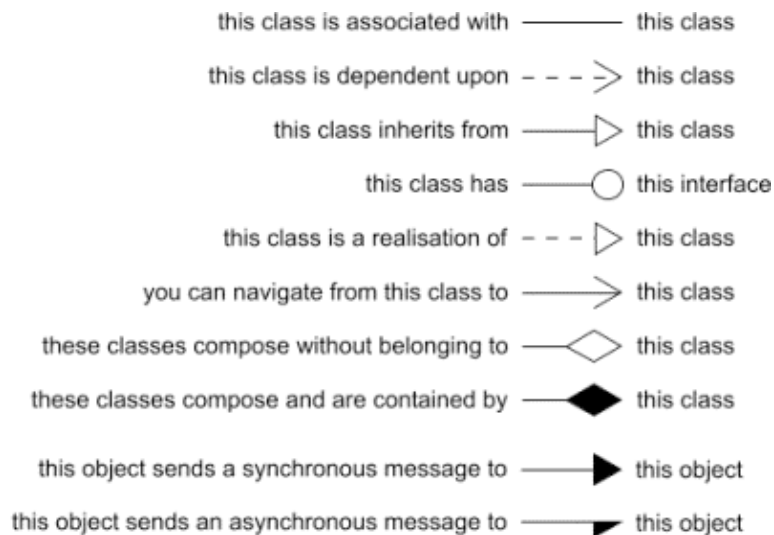 this class is associated with this class
this class is dependent upon this class
this class inherits from this class
this class has this interface
this class is a realisation of this class
you can navigate from this class to this class
these classes compose without belonging to this class
these classes compose and are contained by this class
this object sends a synchronous message to this object
this object sends an asynchronous message to this object